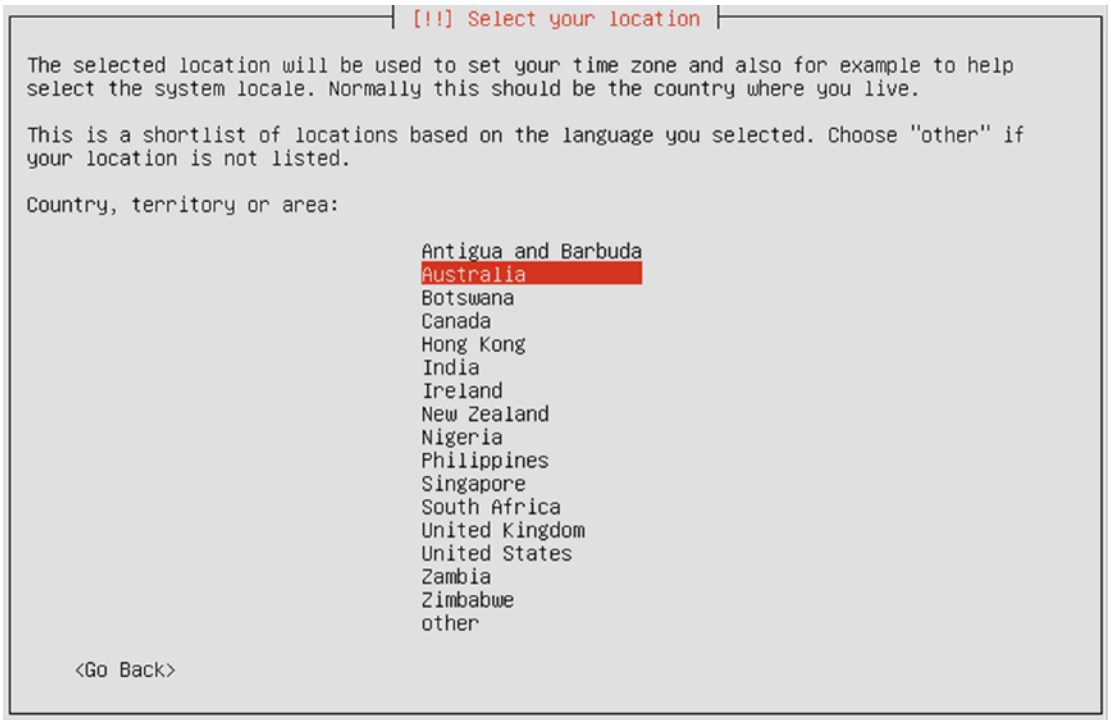 [!!] Select your location
The selected location will be used to set your time zone and also for example to help
select the system locale. Normally this should be the country where you live.
This is a shortlist of locations based on the language you selected. Choose "other" if
your location is not listed.
Country, territory or area:
Antigua and Barbuda
Australia
Botswana
Canada
Hong Kong
India
Ireland
New Zealand
Nigeria
Philippines
Singapore
South Africa
United Kingdom
United States
Zambia
Zimbabwe
other
<Go Back>